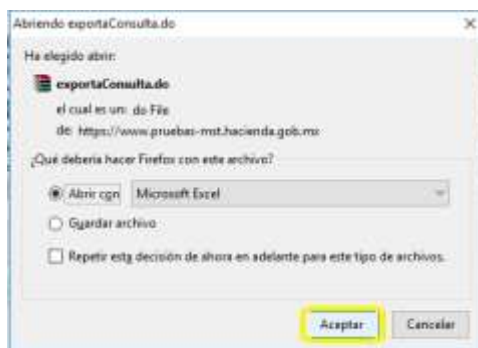 Abriendo exportaConsulta.do
Ha elegido abrir:
exportaConsulta.do
el cual es un: do File
de: https://www.pruebas-mst.hacienda.gob.mx
¿Qué debería hacer Firefox con este archivo?
Abrir con Microsoft Excel
Guardar archivo
Repetir esta decisión de ahora en adelante para este tipo de archivos.
Aceptar Cancelar